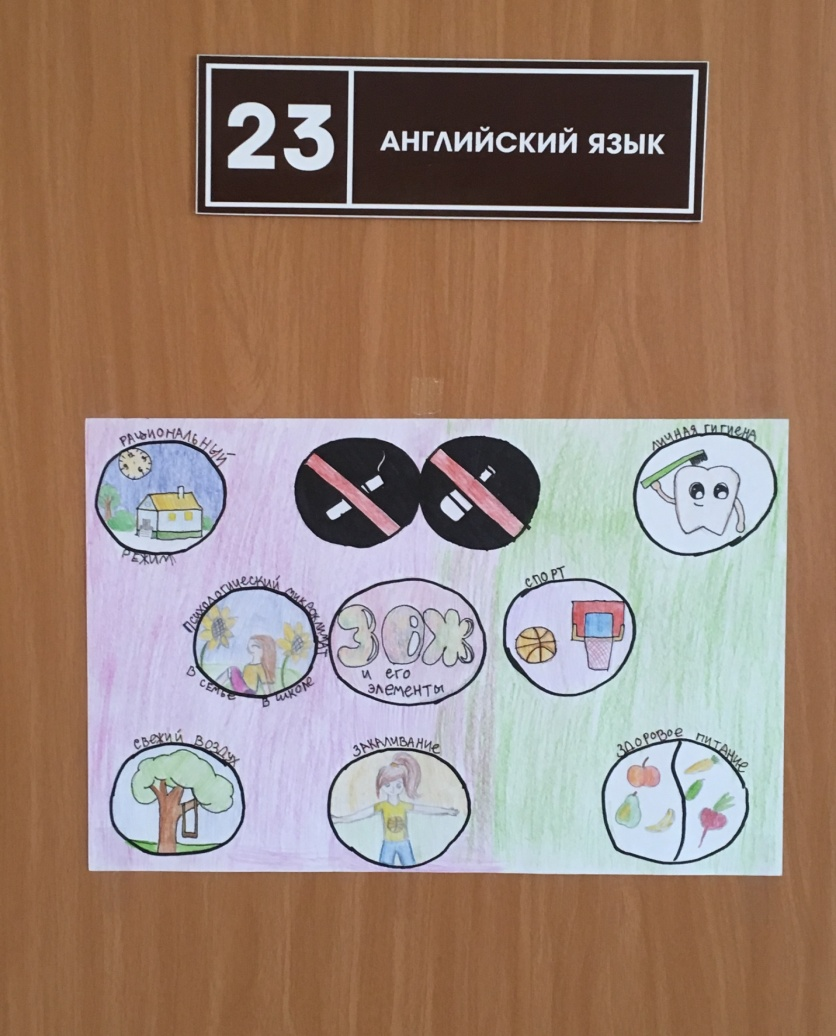 23
АНГЛИЙСКИЙ ЯЗЫК
РАЦИОНАЛЬНЫЙ
РЕЖИМ
ЛИЧНАЯ ГИГИЕНА
ПСИХОЛОГИЧЕСКИЙ МИКРОКЛИМАТ
В СЕМЬЕ В ШКОЛЕ
ЗОЖ
и его
элементы
СПОРТ
СВЕЖИЙ ВОЗДУХ
ЗАКАЛИВАНИЕ
ЗДОРОВОЕ ПИТАНИЕ